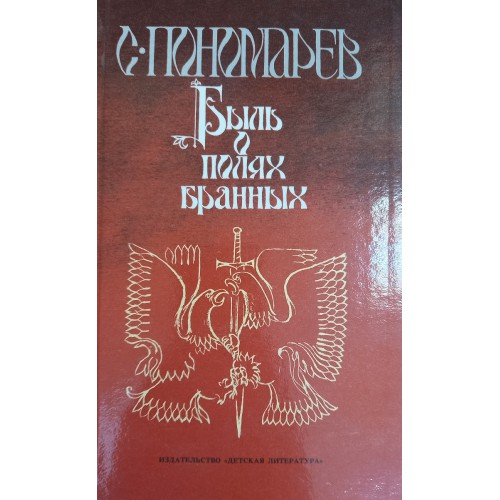 С. ПОНОМАРЕВ
Быль
о
полях
бранных
ИЗДАТЕЛЬСТВО «ДЕТСКАЯ ЛИТЕРАТУРА»